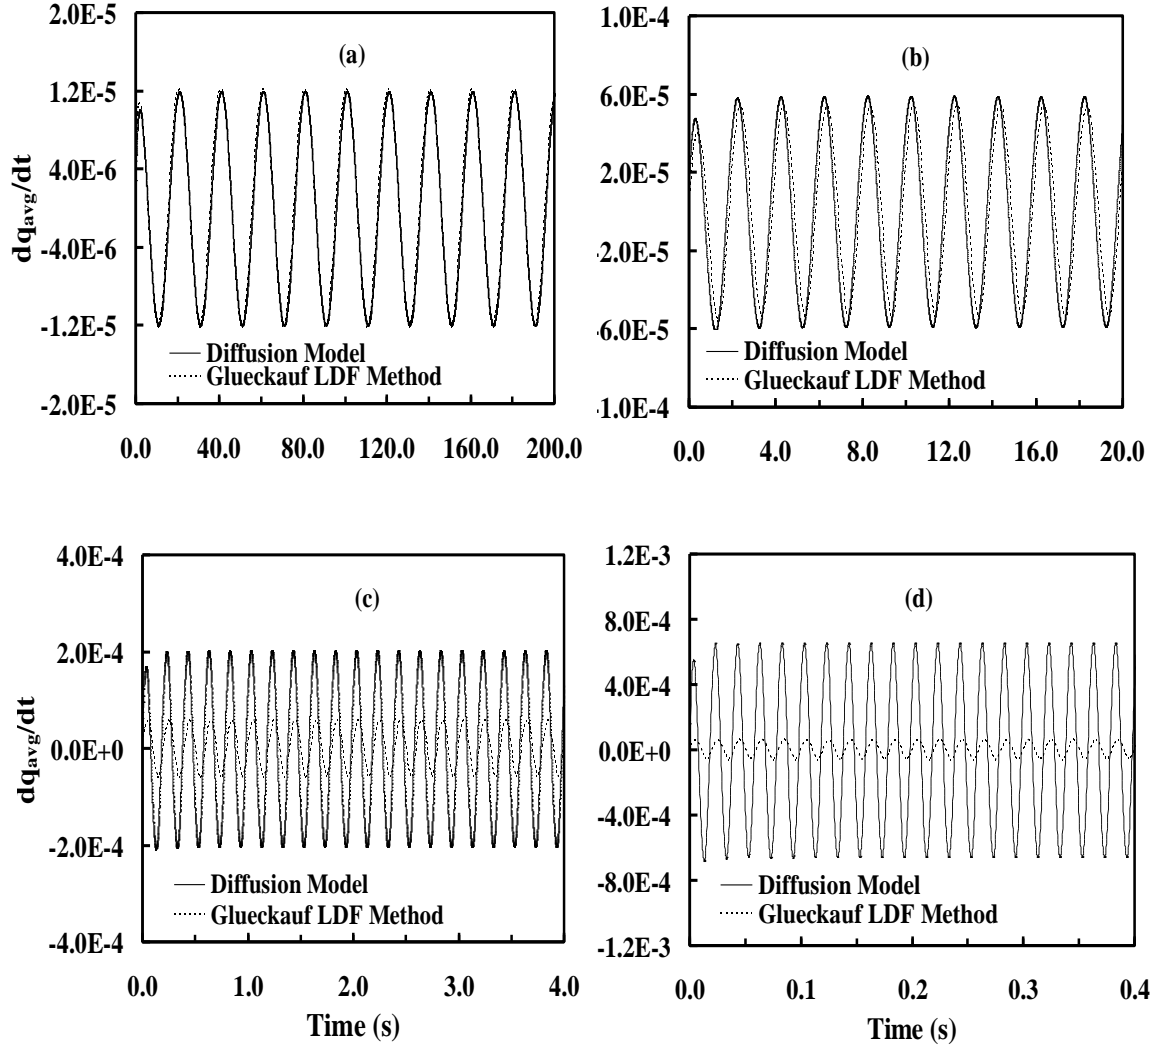 2.0E-5
(a)
1.2E-5
4.0E-6
-4.0E-6
-1.2E-5
-2.0E-5
dqavg/dt
Diffusion Model
Glueckauf LDF Method
0.0 40.0 80.0 120.0 160.0 200.0
1.0E-4
(b)
6.0E-5
2.0E-5
-2.0E-5
-6.0E-5
-1.0E-4
Diffusion Model
Glueckauf LDF Method
0.0 4.0 8.0 12.0 16.0 20.0
4.0E-4
(c)
2.0E-4
0.0E+0
-2.0E-4
-4.0E-4
dqavg/dt
Diffusion Model
Glueckauf LDF Method
0.0 1.0 2.0 3.0 4.0
Time (s)
1.2E-3
(d)
8.0E-4
4.0E-4
0.0E+0
-4.0E-4
-8.0E-4
-1.2E-3
Diffusion Model
Glueckauf LDF Method
0.0 0.1 0.2 0.3 0.4
Time (s)